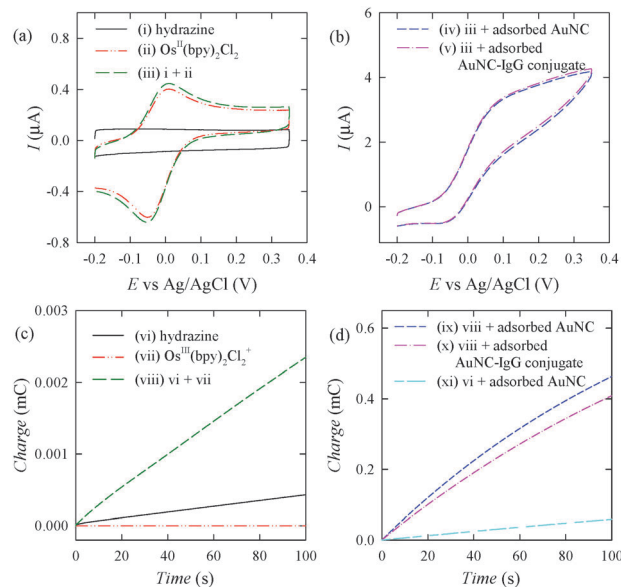 (a)
(i) hydrazine
(ii) Os^II(bpy)₂Cl₂
(iii) i + ii
0.8
0.4
0.0
-0.4
-0.8
I (μA)
-0.2 -0.1 0.0 0.1 0.2 0.3 0.4
E vs Ag/AgCl (V)
(b)
(iv) iii + adsorbed AuNC
(v) iii + adsorbed
AuNC-IgG conjugate
6
4
2
0
I (μA)
-0.2 -0.1 0.0 0.1 0.2 0.3 0.4
E vs Ag/AgCl (V)
(c)
(vi) hydrazine
(vii) Os^III(bpy)₂Cl₂⁺
(viii) vi + vii
0.003
0.002
0.001
0.000
Charge (mC)
0 20 40 60 80 100
Time (s)
(d)
(ix) viii + adsorbed AuNC
(x) viii + adsorbed
AuNC-IgG conjugate
(xi) vi + adsorbed AuNC
0.6
0.4
0.2
0.0
Charge (mC)
0 20 40 60 80 100
Time (s)